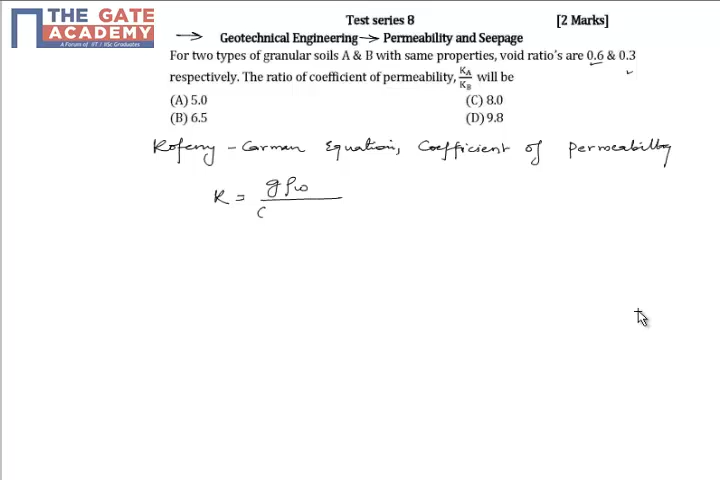 THE GATE
ACADEMY
A Forum of IIT / IISc Graduates
Test series 8 [2 Marks]
→ Geotechnical Engineering → Permeability and Seepage
For two types of granular soils A & B with same properties, void ratio's are 0.6 & 0.3
respectively. The ratio of coefficient of permeability, K_A/K_B will be
(A) 5.0 (C) 8.0
(B) 6.5 (D) 9.8
Kozeny - Carman Equation, Coefficient of Permeability
K = gρω
C